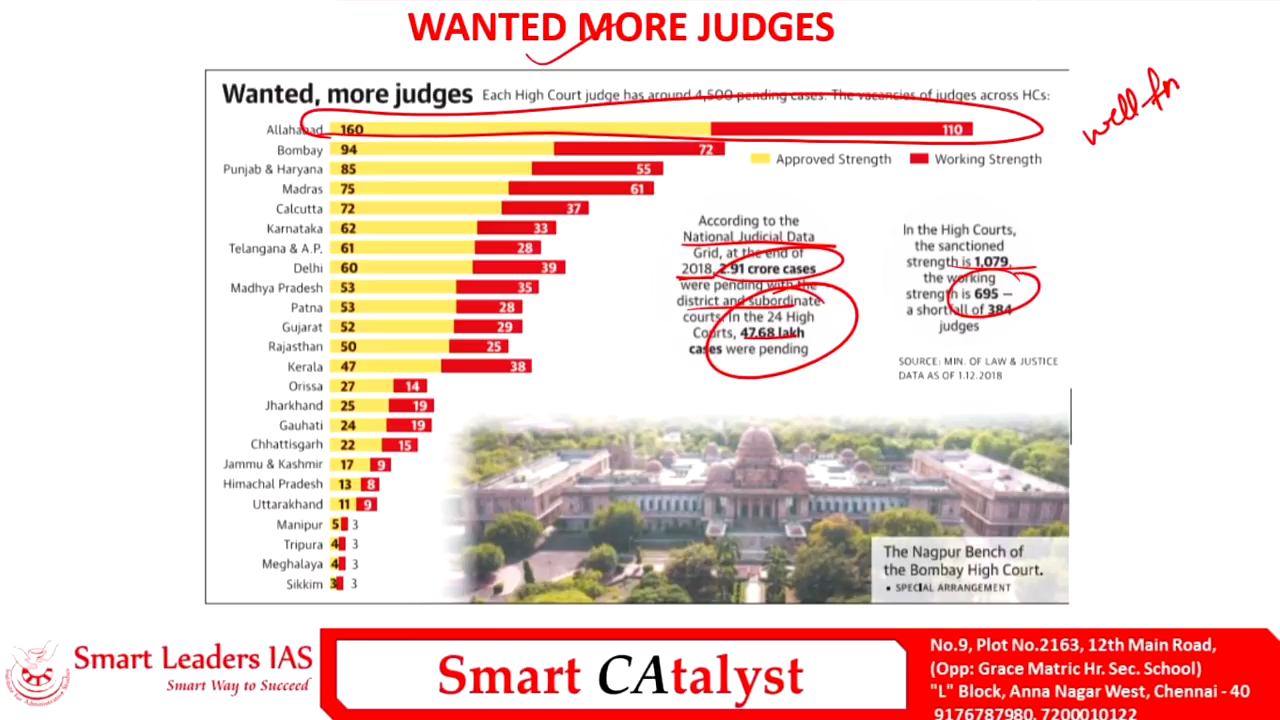 WANTED MORE JUDGES
Wanted, more judges Each High Court judge has around 4,500 pending cases. The vacancies of judges across HCs:
Allahabad 160 110
Bombay 94 72
Approved Strength Working Strength
Punjab & Haryana 85 55
Madras 75 61
Calcutta 72 37
Karnataka 62 33
Telangana & A.P. 61 28
Delhi 60 39
Madhya Pradesh 53 35
Patna 53 28
Gujarat 52 29
Rajasthan 50 25
Kerala 47 38
Orissa 27 14
Jharkhand 25 19
Gauhati 24 19
Chhattisgarh 22 15
Jammu & Kashmir 17 9
Himachal Pradesh 13 8
Uttarakhand 11 9
Manipur 5 3
Tripura 4 3
Meghalaya 4 3
Sikkim 3 3
According to the
National Judicial Data
Grid, at the end of
2018, 2.91 crore cases
were pending with the
district and subordinate
courts. In the 24 High
Courts, 47.68 lakh
cases were pending
In the High Courts,
the sanctioned
strength is 1,079,
the working
strength is 695 —
a shortfall of 384
judges
SOURCE: MIN. OF LAW & JUSTICE
DATA AS OF 1.12.2018
The Nagpur Bench of
the Bombay High Court.
• SPECIAL ARRANGEMENT
Smart Leaders IAS
Smart Way to Succeed
Smart CAtalyst
No.9, Plot No.2163, 12th Main Road,
(Opp: Grace Matric Hr. Sec. School)
"L" Block, Anna Nagar West, Chennai - 40
9176787980, 7200010122